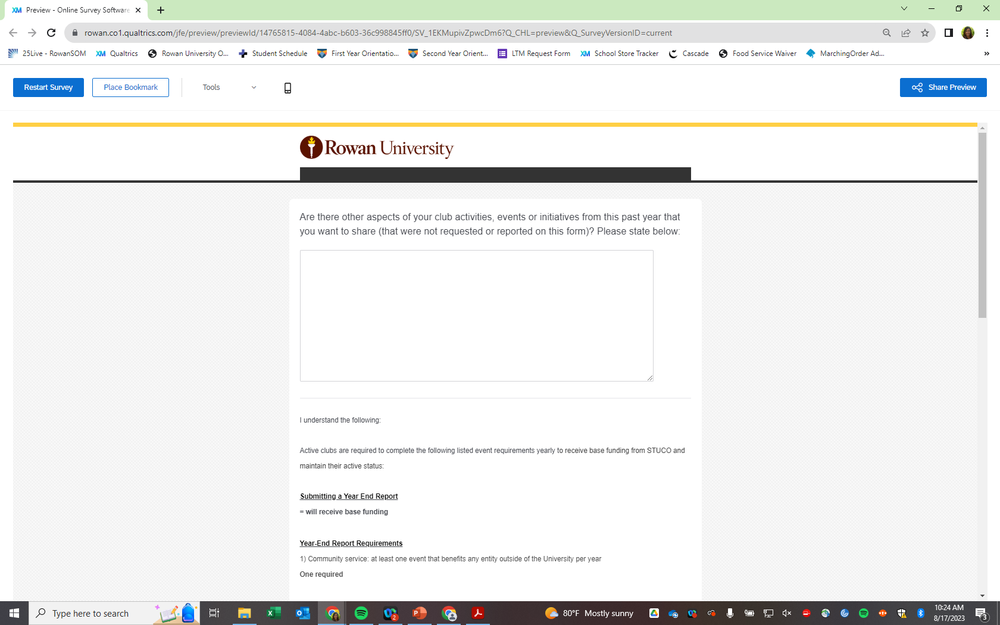 XM Preview - Online Survey Software
rowan.co1.qualtrics.com/jfe/preview/previewId/14765815-4084-4abc-b603-36c998845ff0/SV_1EKMupivZpwcDm6?Q_CHL=preview&Q_SurveyVersionID=current
25Live - RowanSOM XM Qualtrics Rowan University O... Student Schedule First Year Orientatio... Second Year Orient... LTM Request Form XM School Store Tracker Cascade Food Service Waiver MarchingOrder Ad... »
Restart Survey Place Bookmark Tools Share Preview
Rowan University
Are there other aspects of your club activities, events or initiatives from this past year that
you want to share (that were not requested or reported on this form)? Please state below:
I understand the following:
Active clubs are required to complete the following listed event requirements yearly to receive base funding from STUCO and
maintain their active status:
Submitting a Year End Report
= will receive base funding
Year-End Report Requirements
1) Community service: at least one event that benefits any entity outside of the University per year
One required
Type here to search 2 80°F Mostly sunny 10:24 AM
8/17/2023 3